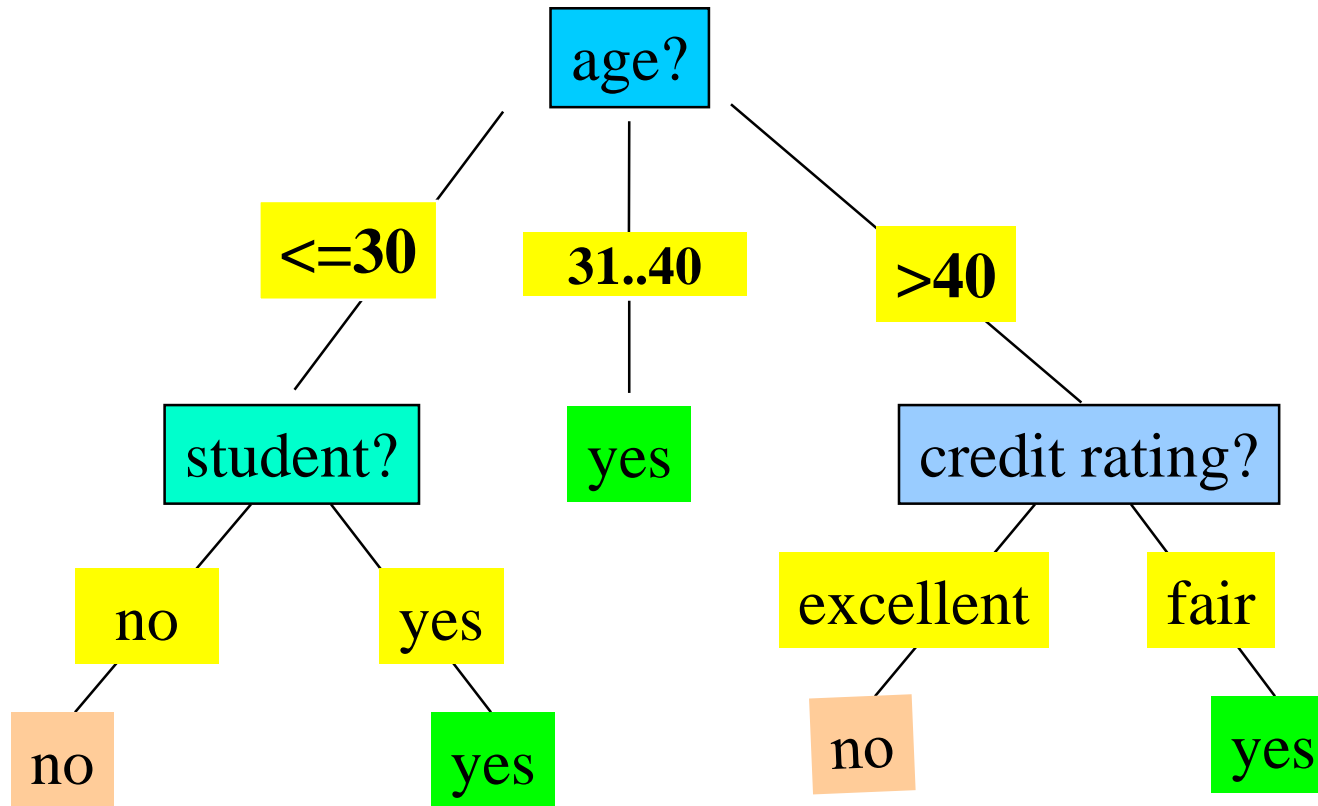 age?
<=30
31..40
>40
student?
yes
credit rating?
no
yes
excellent
fair
no
yes
no
yes